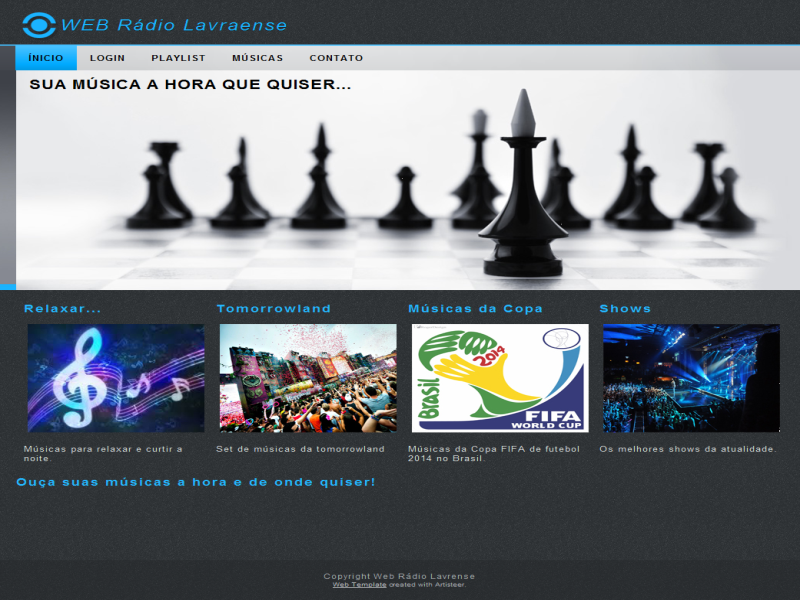 WEB Rádio Lavraense
ÍNICIO LOGIN PLAYLIST MÚSICAS CONTATO
SUA MÚSICA A HORA QUE QUISER...
Relaxar...
Músicas para relaxar e curtir a
noite.
Tomorrowland
Set de músicas da tomorrowland
Músicas da Copa
Brasil
2014
FIFA
WORLD CUP
Músicas da Copa FIFA de futebol
2014 no Brasil.
Shows
Os melhores shows da atualidade.
Ouça suas músicas a hora e de onde quiser!
Copyright Web Rádio Lavrense
Web Template created with Artisteer.